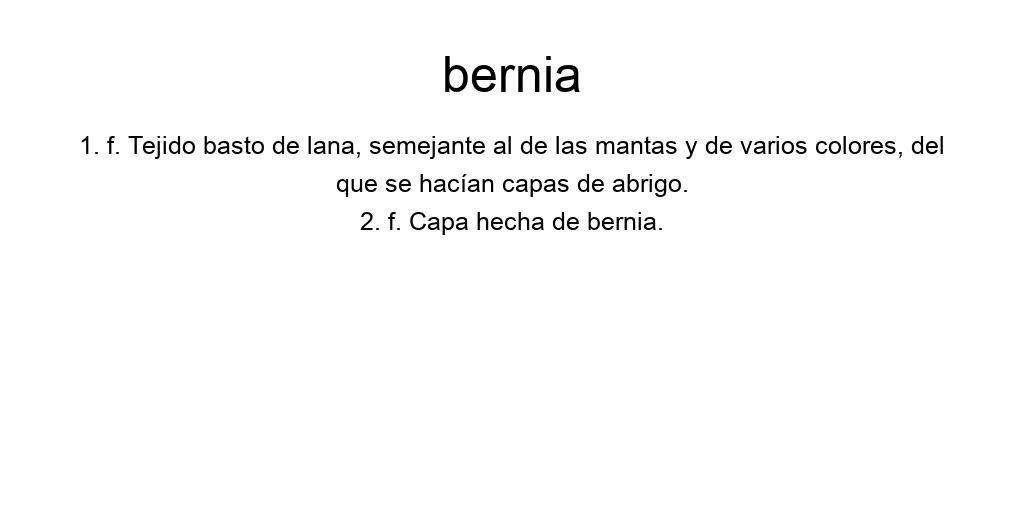 bernia
1. f. Tejido basto de lana, semejante al de las mantas y de varios colores, del
que se hacían capas de abrigo.
2. f. Capa hecha de bernia.